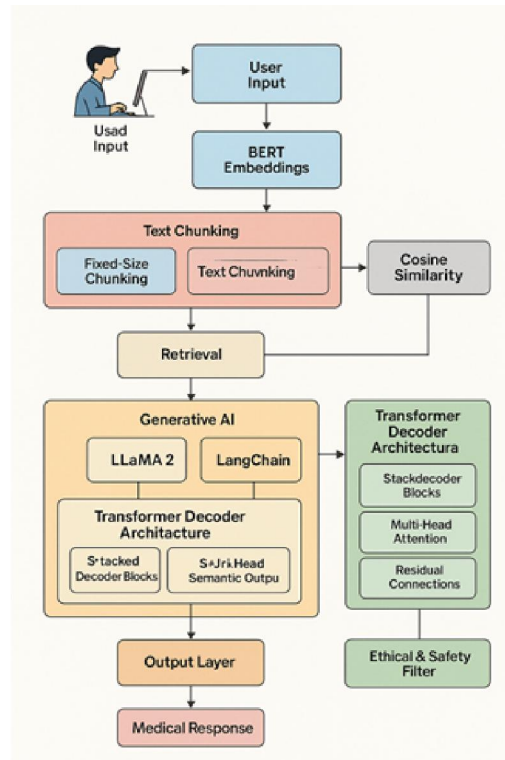 User
Input
Usad
Input
BERT
Embeddings
Text Chunking
Fixed-Size
Chunking
Text Chuvnking
Cosine
Similarity
Retrieval
Generative AI
LLaMA 2
LangChain
Transformer Decoder
Architacture
Stacked
Decoder Blocks
Head
Semantic Outpu
Transformer
Decoder
Architectura
Stackdecoder
Blocks
Multi-Head
Attention
Residual
Connections
Output Layer
Ethical & Safety
Filter
Medical Response